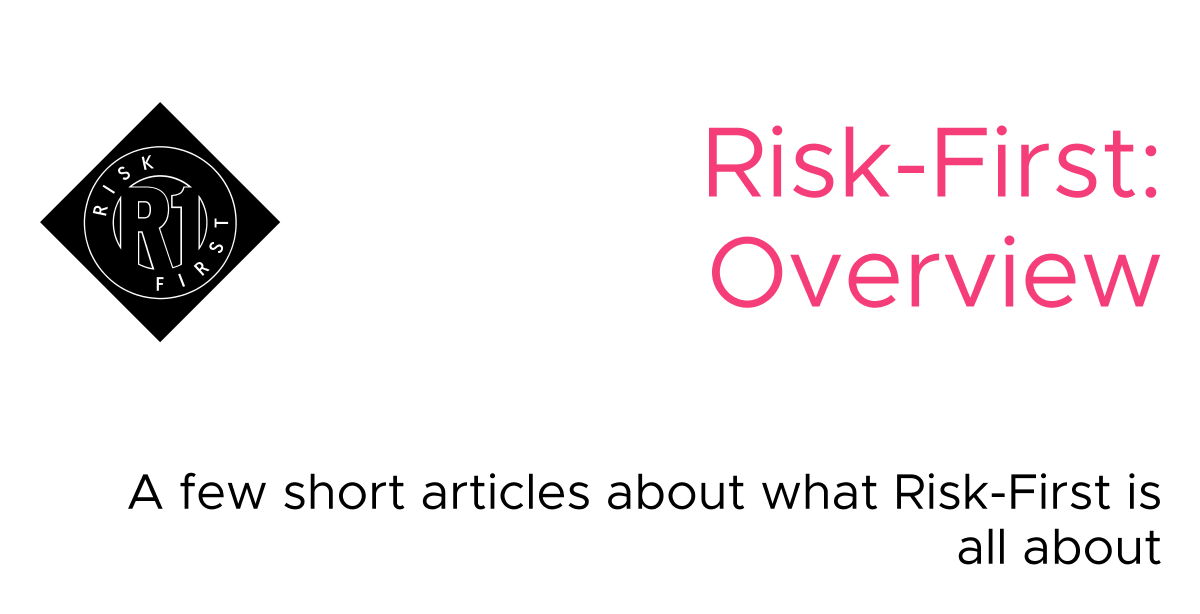 RISK
R1
FIRST
Risk-First:
Overview
A few short articles about what Risk-First is
all about